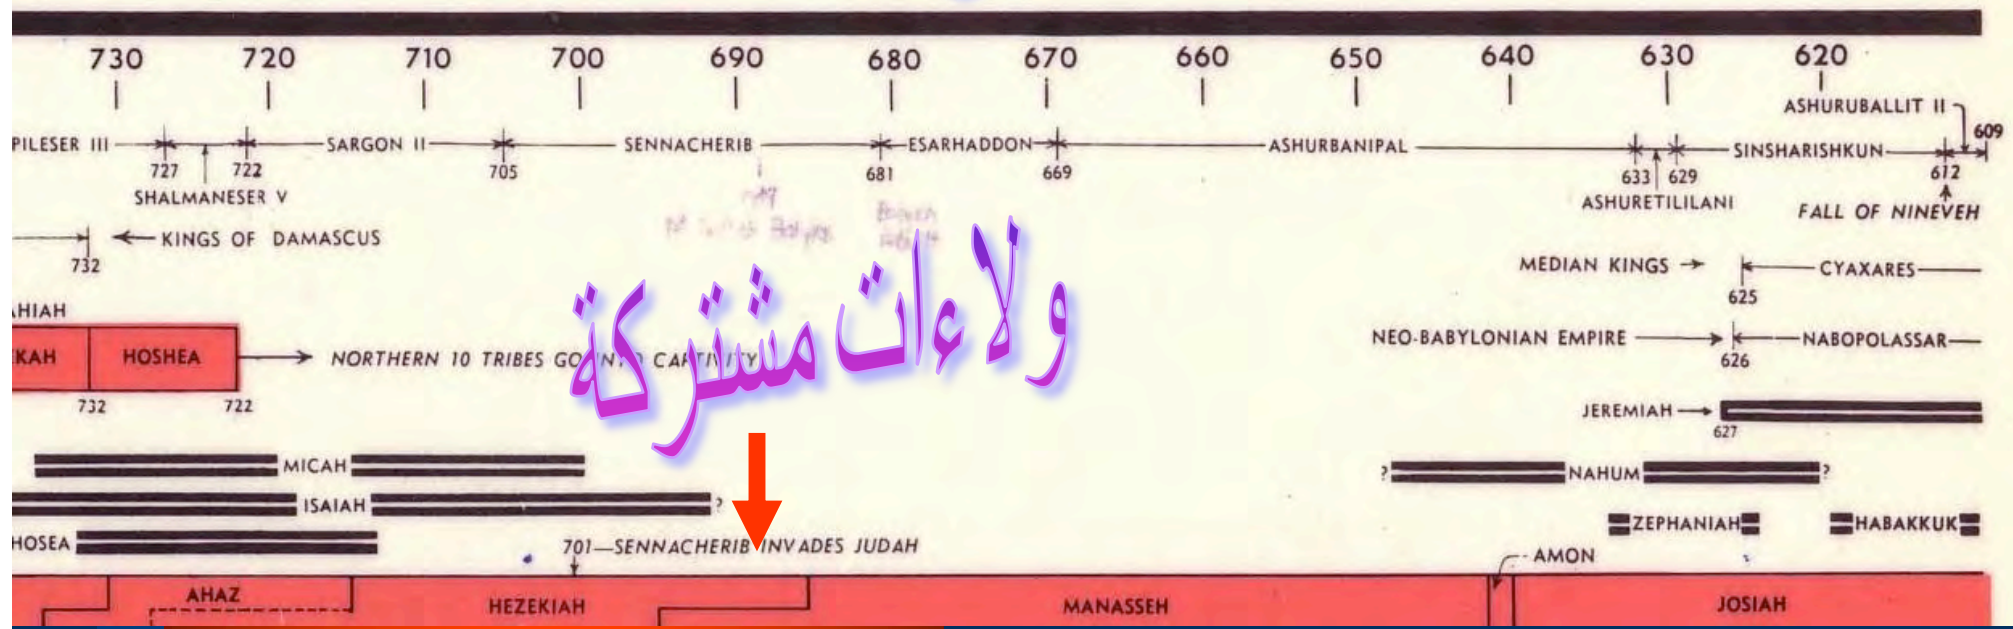 730 720 710 700 690 680 670 660 650 640 630 620
ASHURUBALLIT II
609
PILESER III SARGON II SENNACHERIB ESARHADDON ASHURBANIPAL SINSHARISHKUN
727 722 705 681 669 633 629 612
SHALMANESER V ASHURETILILANI FALL OF NINEVEH
KINGS OF DAMASCUS
732
MEDIAN KINGS CYAXARES
625
HIAH
KAH HOSHEA NORTHERN 10 TRIBES GO INTO CAPTIVITY
ولاءات مشتركة
NEO-BABYLONIAN EMPIRE NABOPOLASSAR
626
732 722
JEREMIAH
627
MICAH ? NAHUM ?
ISAIAH ?
ZEPHANIAH HABAKKUK
HOSEA 701—SENNACHERIB INVADES JUDAH
AMON
AHAZ HEZEKIAH MANASSEH JOSIAH